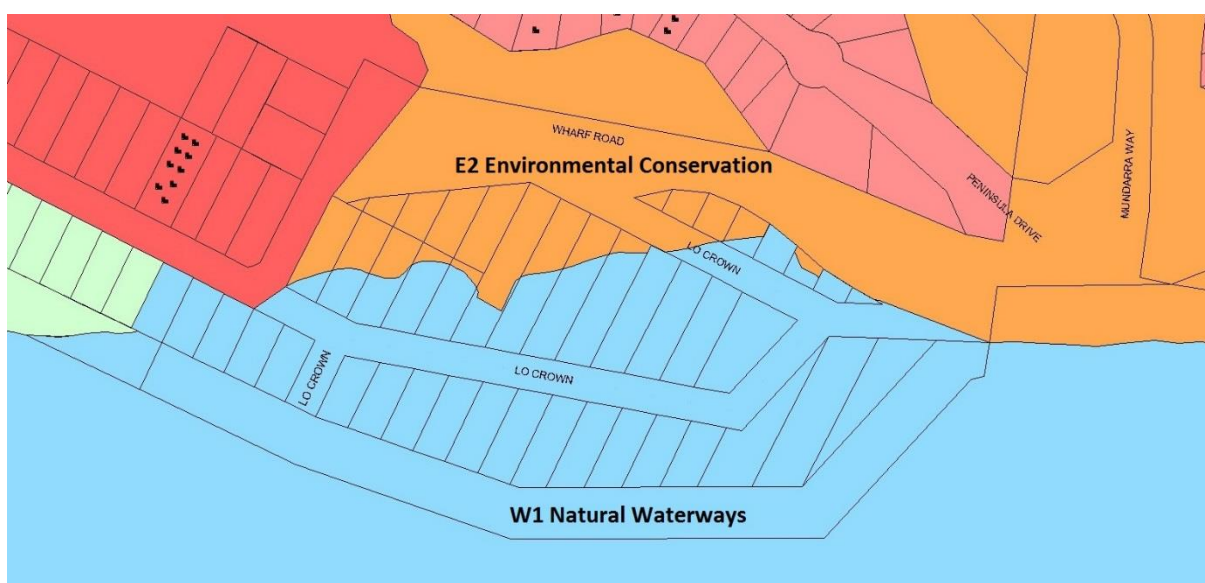 WHARF ROAD
E2 Environmental Conservation
PENINSULA DRIVE
MUNDARRA WAY
LO CROWN
LO CROWN
LO CROWN
W1 Natural Waterways